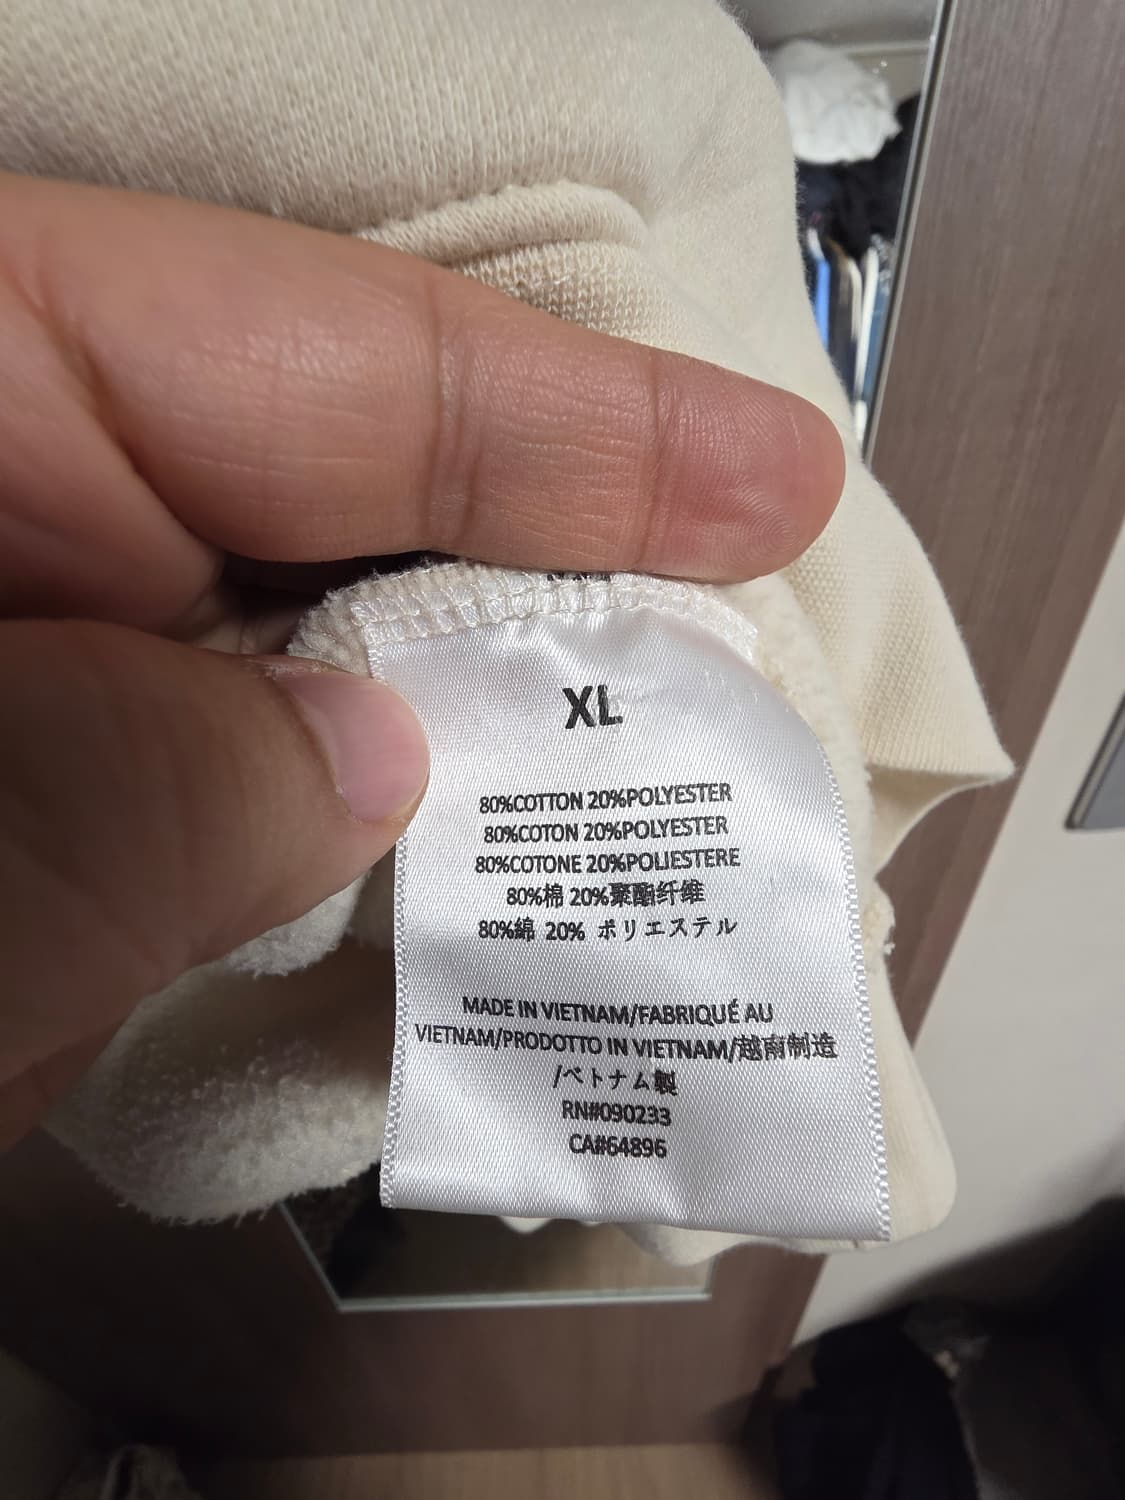 XL
80%COTTON 20%POLYESTER
80%COTON 20%POLYESTER
80%COTONE 20%POLIESTERE
80%棉 20%聚酯纤维
80%綿 20% ポリエステル
MADE IN VIETNAM/FABRIQUÉ AU
VIETNAM/PRODOTTO IN VIETNAM/越南制造
/ベトナム製
RN#090233
CA#64896